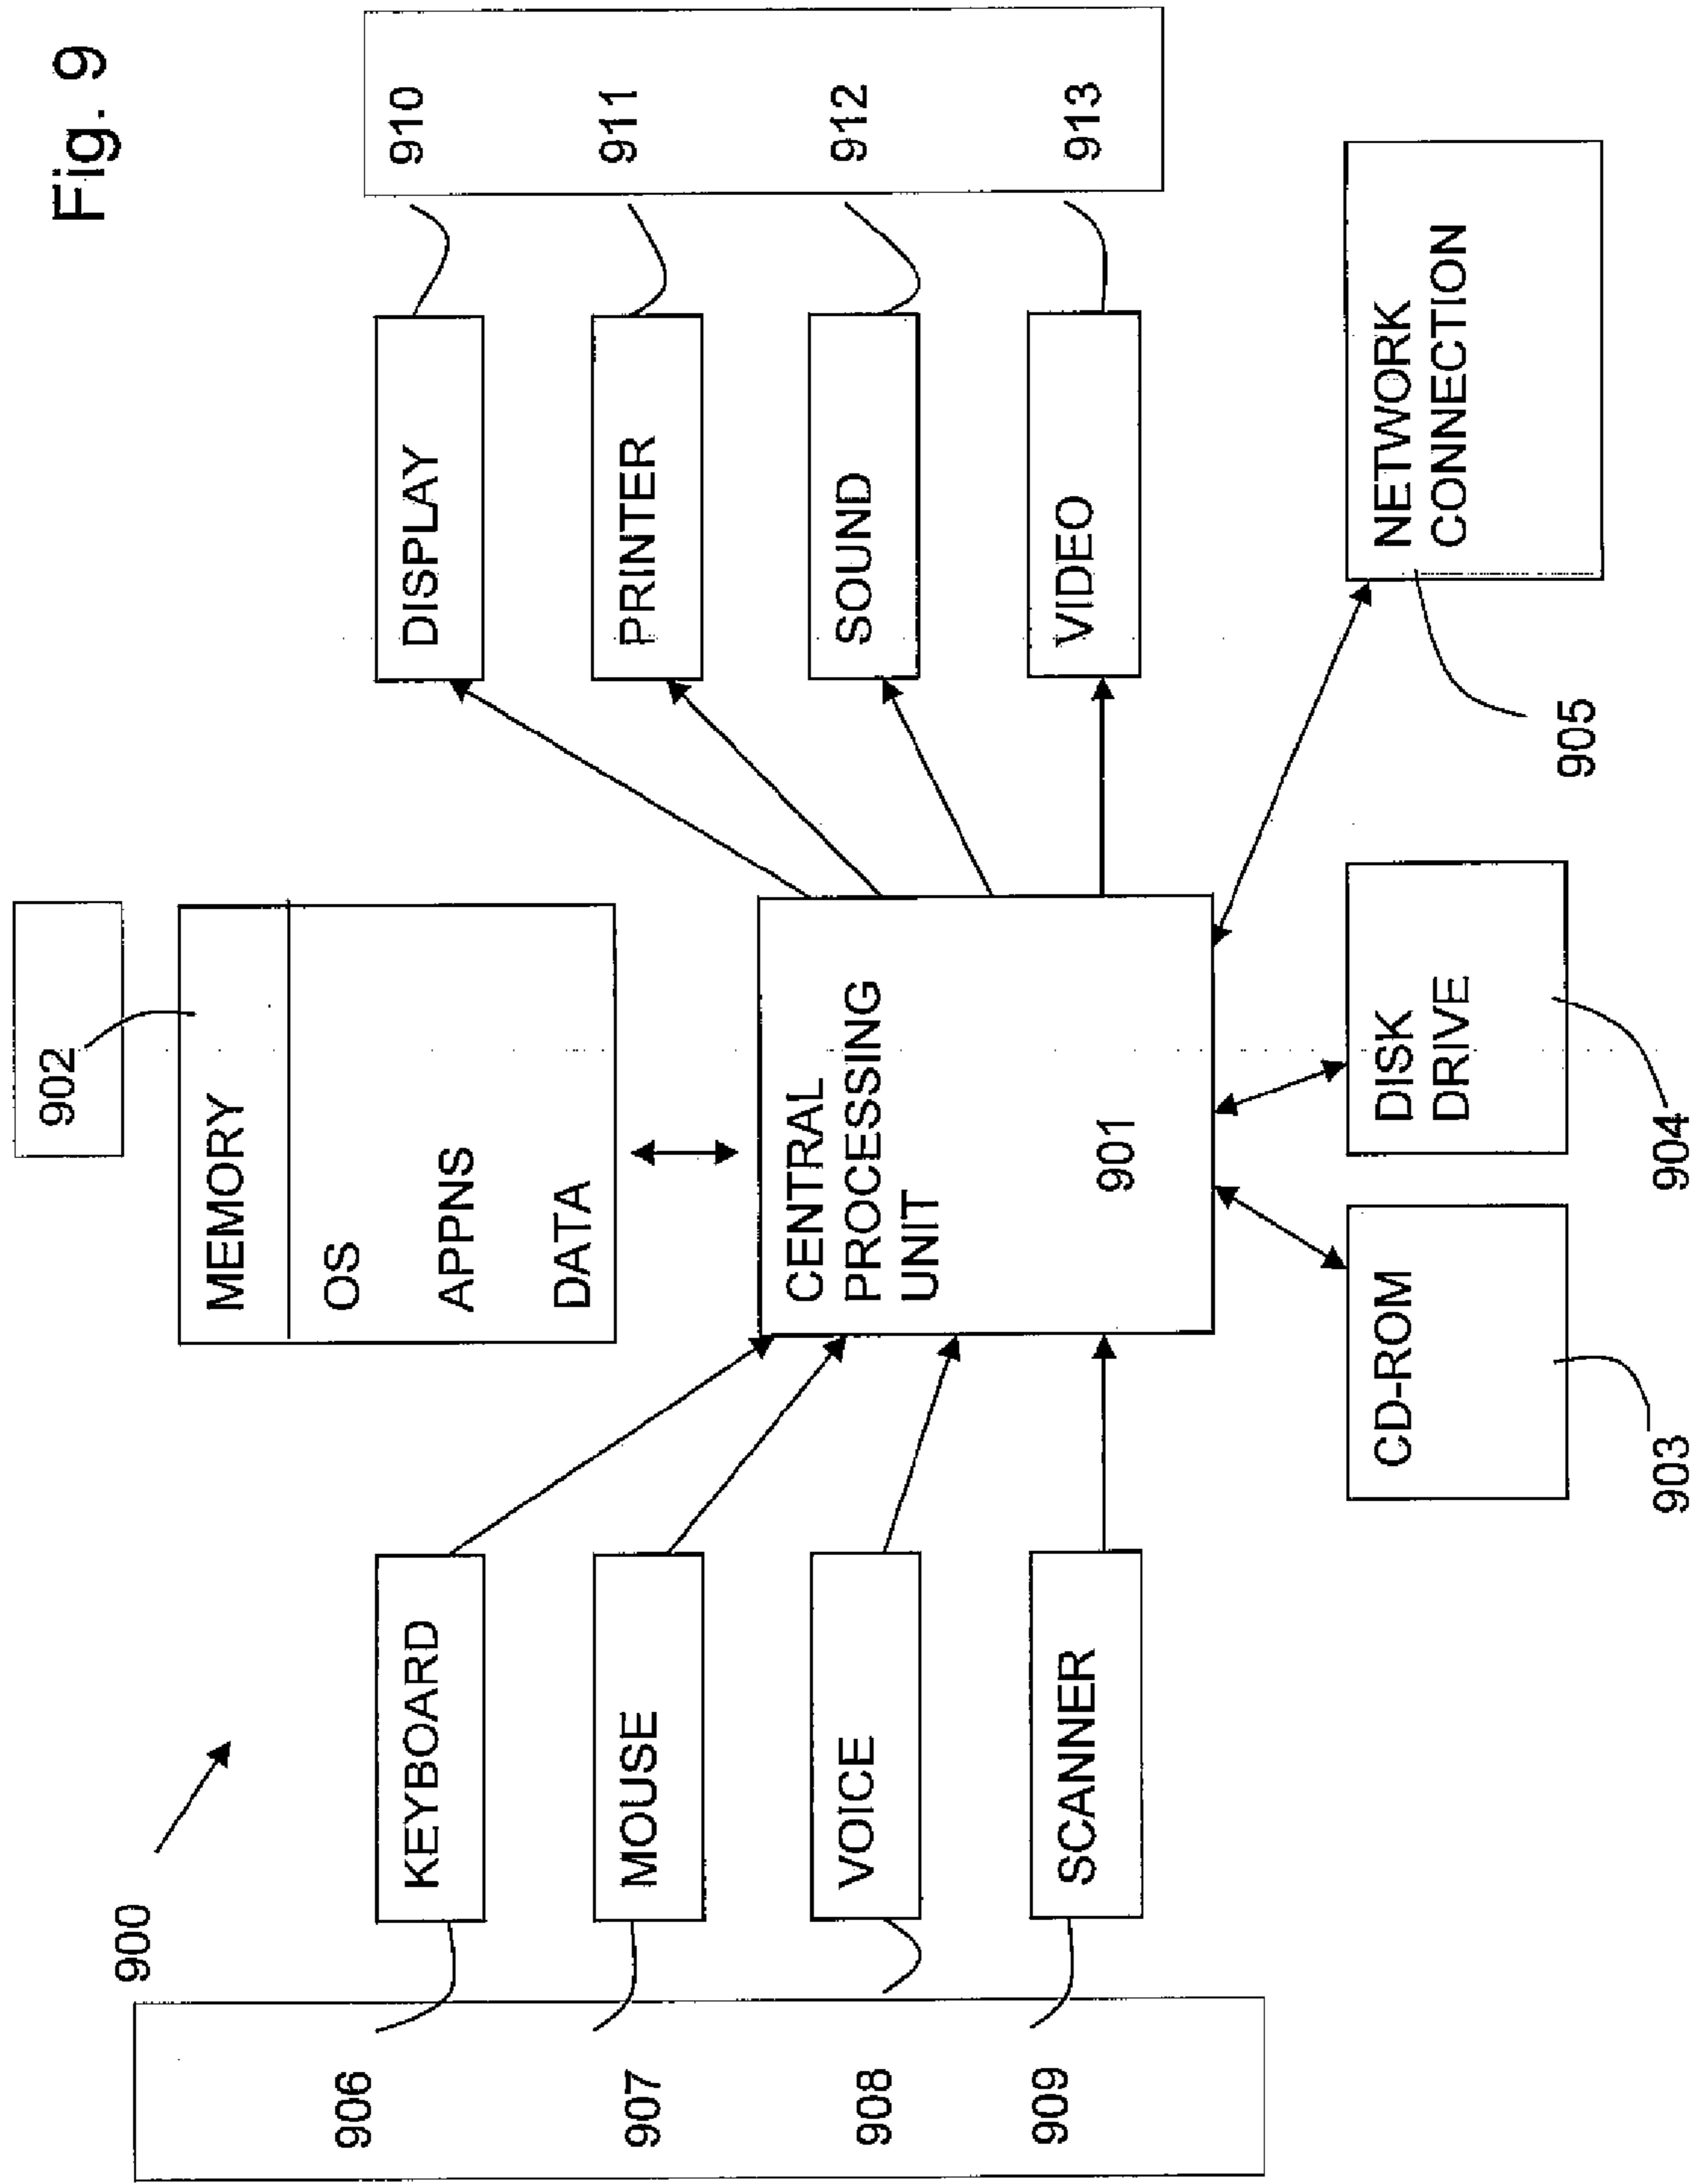 Fig. 9
900
902
MEMORY
OS
APPNS
DATA
906
KEYBOARD
907
MOUSE
908
VOICE
909
SCANNER
CENTRAL
PROCESSING
UNIT
901
DISPLAY
910
PRINTER
911
SOUND
912
VIDEO
913
CD-ROM
903
DISK
DRIVE
904
NETWORK
CONNECTION
905